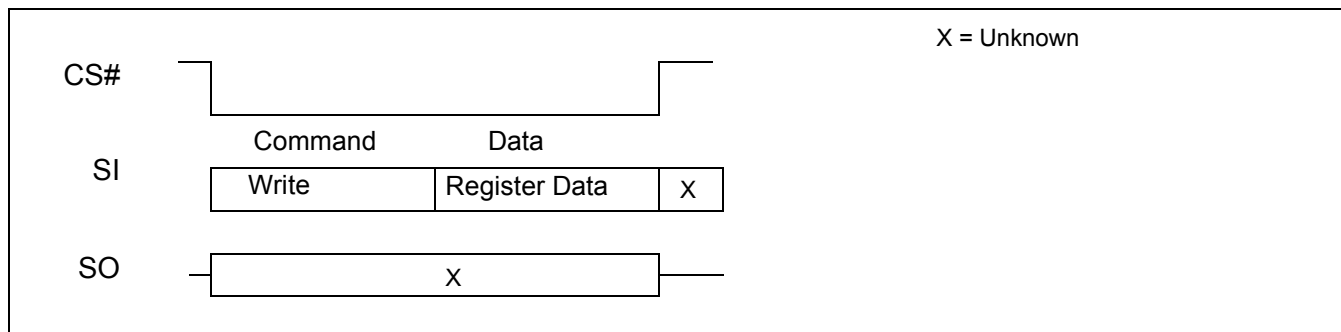 X = Unknown
CS#
Command Data
SI Write Register Data X
SO X